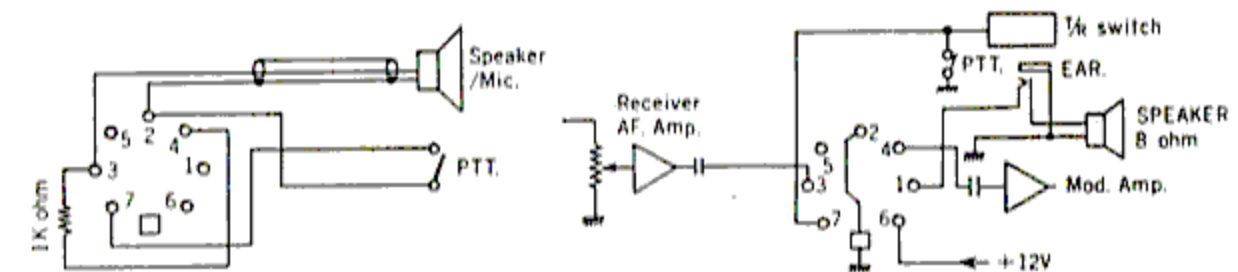 Speaker
/Mic.
5
2
4
3
1
7
6
1K ohm
PTT.
T/R switch
PTT.
EAR.
Receiver
AF. Amp.
SPEAKER
8 ohm
5
2
4
3
1
7
6
Mod. Amp.
+12V